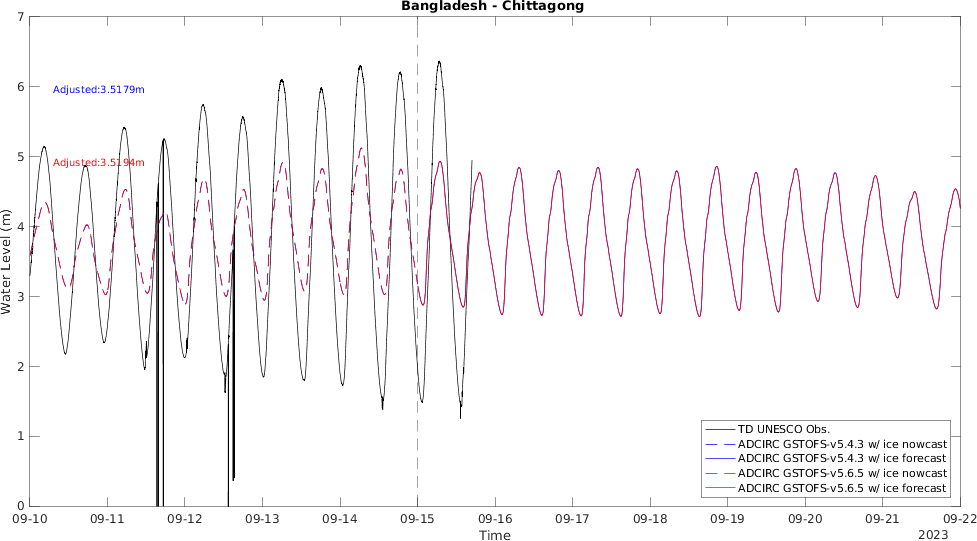 Bangladesh - Chittagong
7
6
5
4
3
2
1
0
Water Level (m)
Adjusted:3.5179m
Adjusted:3.5194m
TD UNESCO Obs.
ADCIRC GSTOFS-v5.4.3 w/ ice nowcast
ADCIRC GSTOFS-v5.4.3 w/ ice forecast
ADCIRC GSTOFS-v5.6.5 w/ ice nowcast
ADCIRC GSTOFS-v5.6.5 w/ ice forecast
09-10 09-11 09-12 09-13 09-14 09-15 09-16 09-17 09-18 09-19 09-20 09-21 09-22
Time
2023